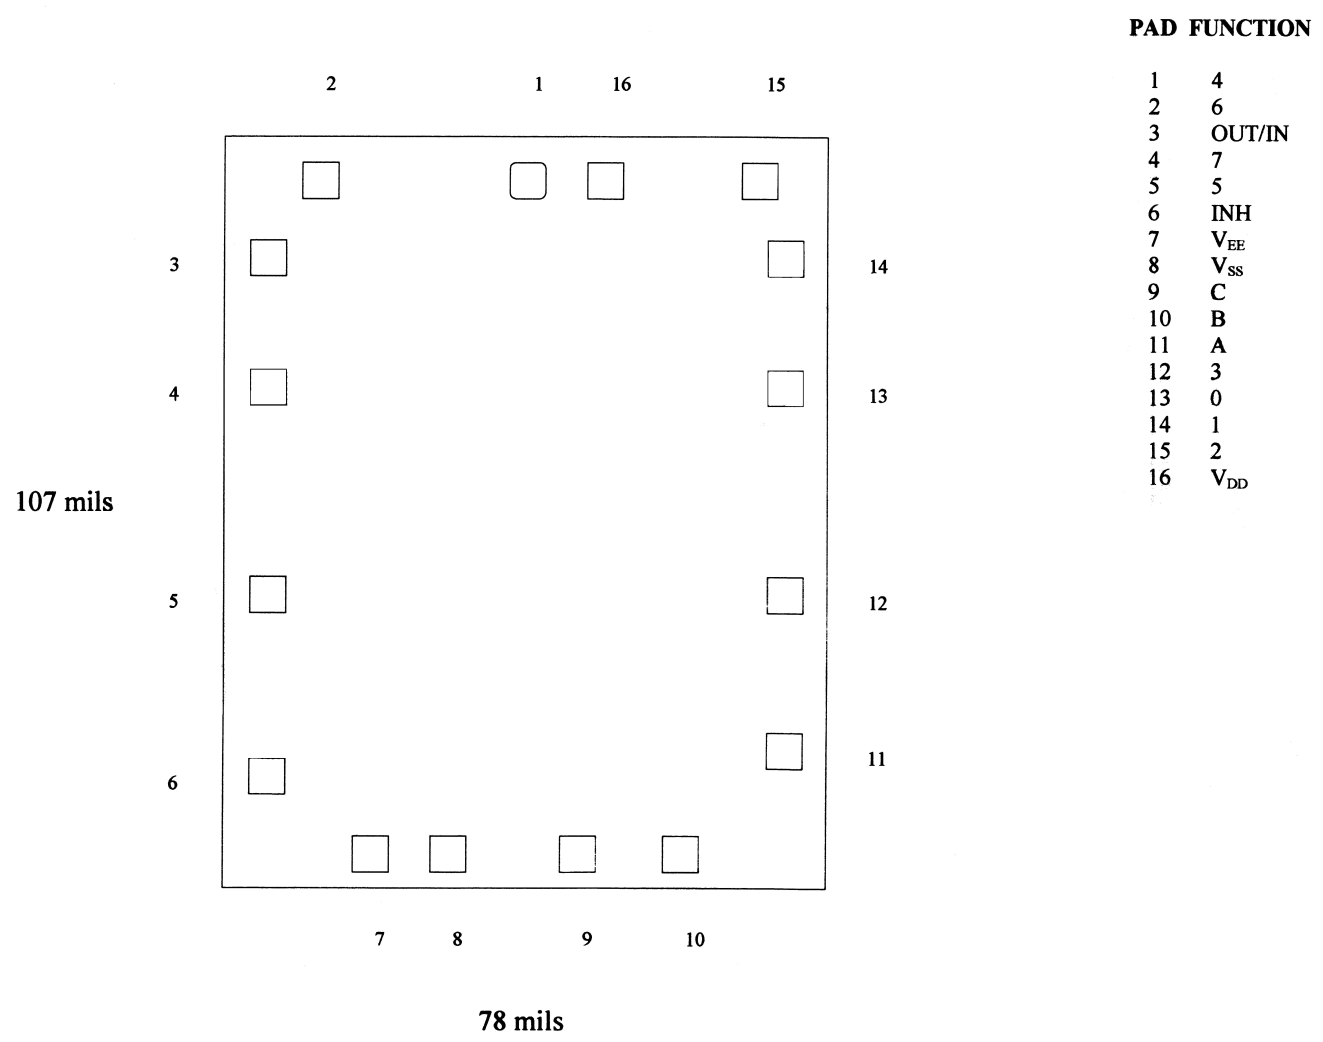 PAD FUNCTION
2 1 16 15
1 4
2 6
3 OUT/IN
4 7
5 5
6 INH
7 VEE
8 VSS
9 C
10 B
11 A
12 3
13 0
14 1
15 2
16 VDD
3 14
4 13
107 mils
5 12
11
6
7 8 9 10
78 mils